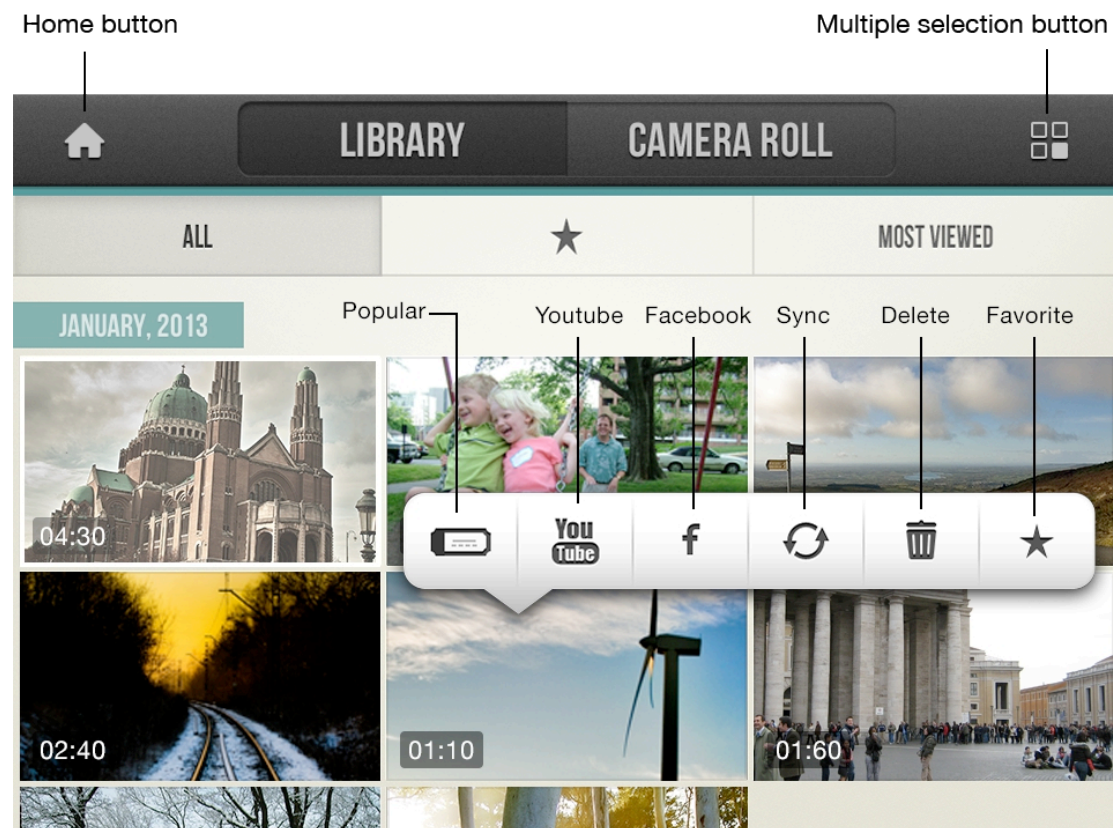 Home button
Multiple selection button
LIBRARY
CAMERA ROLL
ALL
MOST VIEWED
JANUARY, 2013
Popular
Youtube
Facebook
Sync
Delete
Favorite
04:30
You
Tube
f
02:40
01:10
01:60